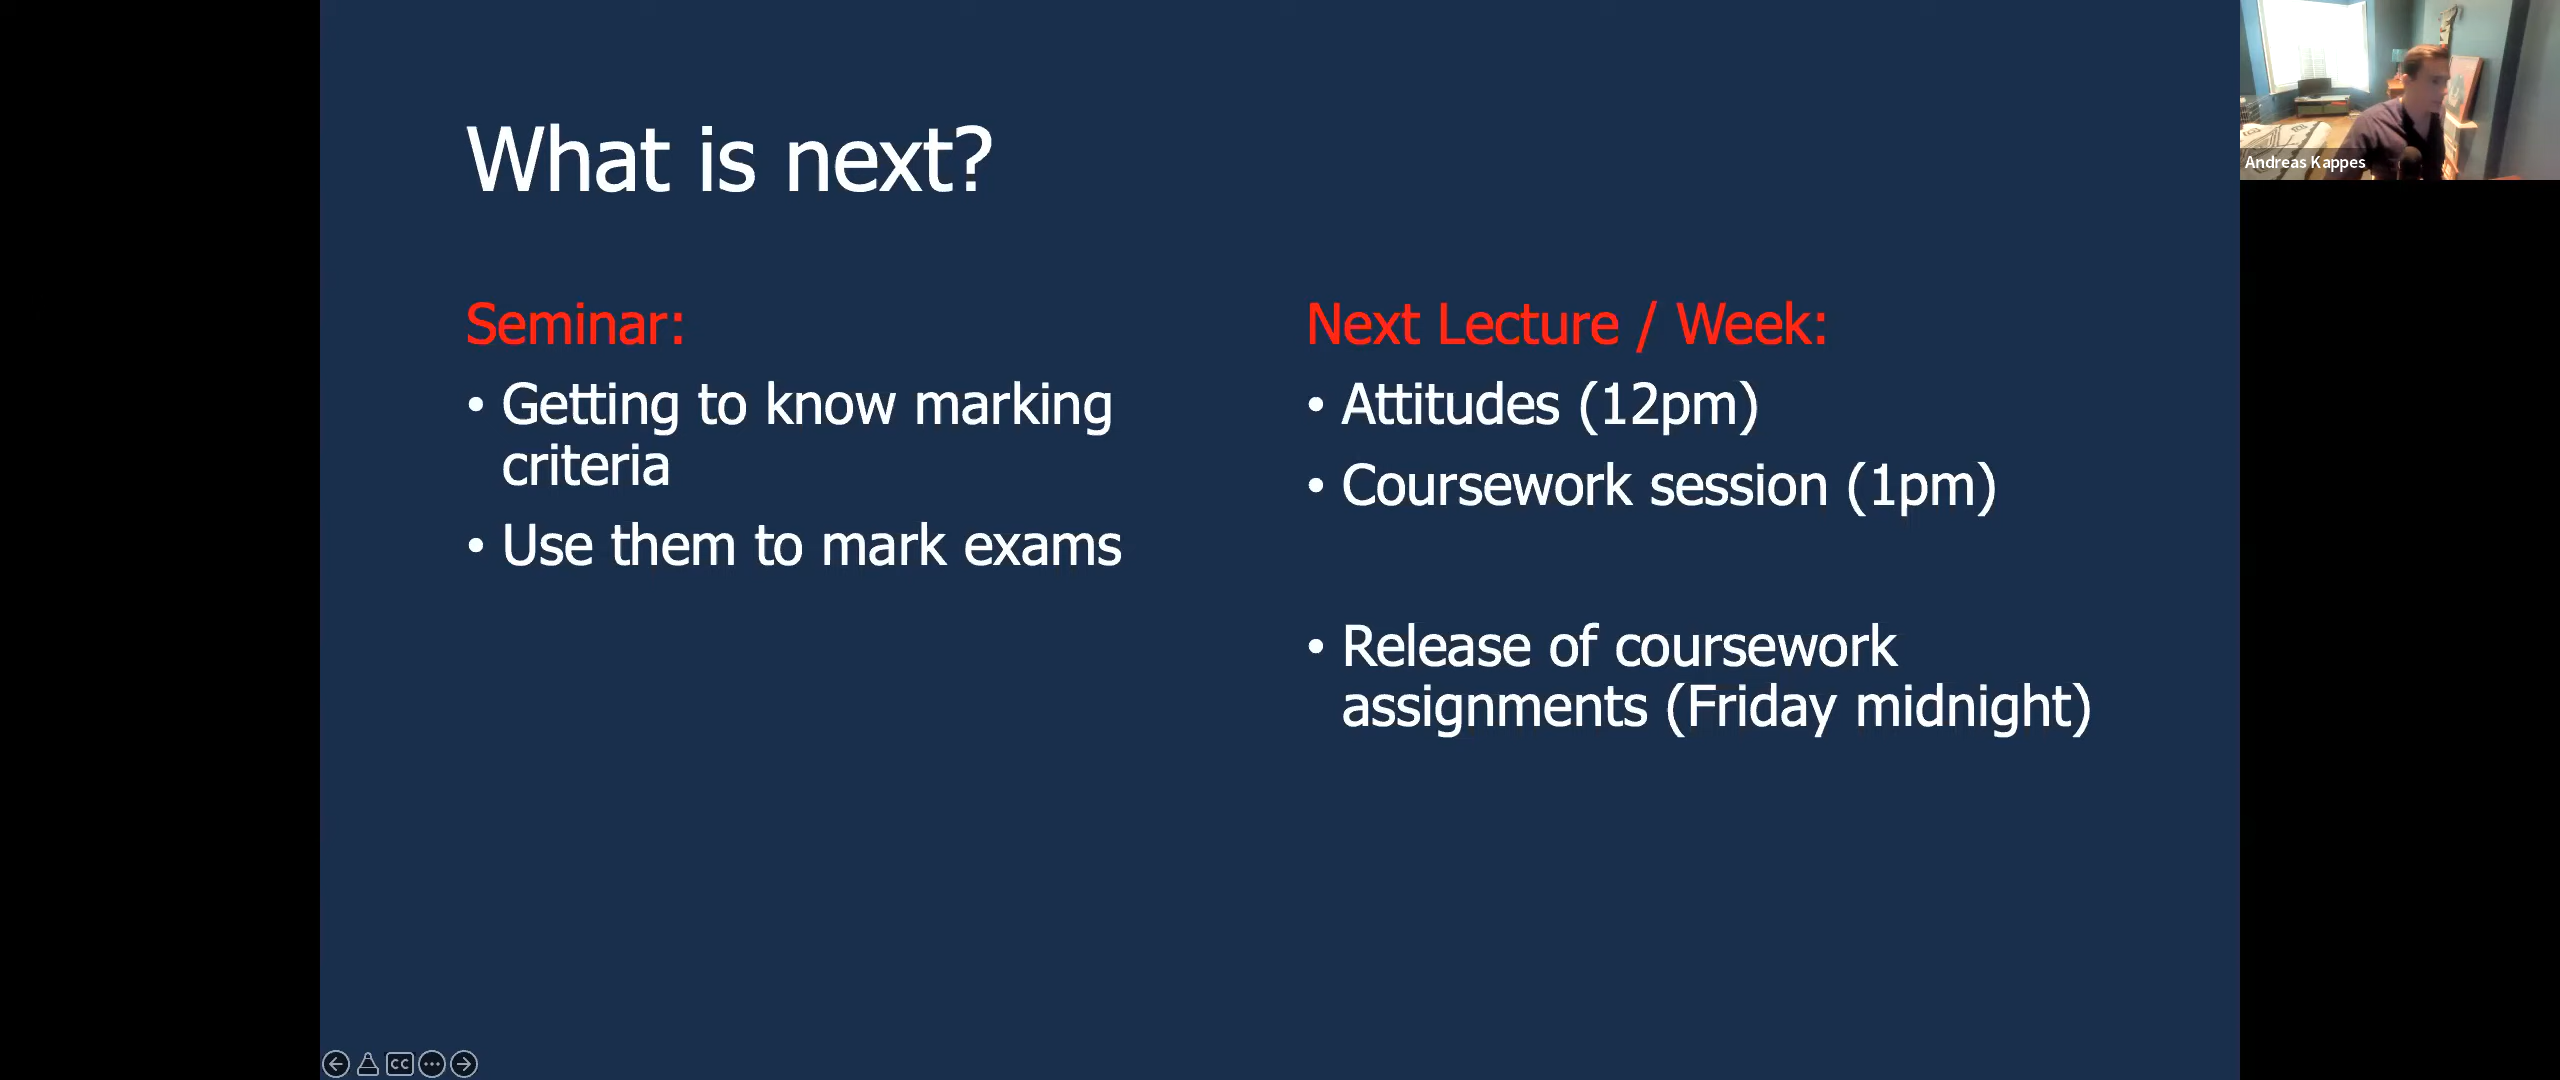 What is next?
Seminar:
• Getting to know marking
criteria
• Use them to mark exams
Next Lecture / Week:
• Attitudes (12pm)
• Coursework session (1pm)
• Release of coursework
assignments (Friday midnight)
Andreas Kappes
CC